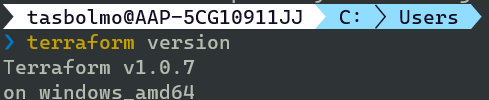 tasbolmo@AAP-5CG10911JJ C: Users
❯ terraform version
Terraform v1.0.7
on windows_amd64